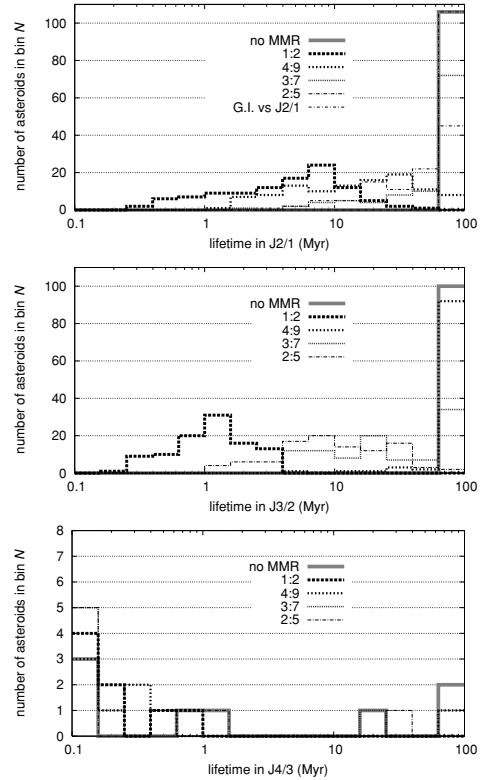 number of asteroids in bin N
100
80
60
40
20
0
no MMR
1:2
4:9
3:7
2:5
G.I. vs J2/1
0.1 1 10 100
lifetime in J2/1 (Myr)
number of asteroids in bin N
100
80
60
40
20
0
no MMR
1:2
4:9
3:7
2:5
0.1 1 10 100
lifetime in J3/2 (Myr)
number of asteroids in bin N
8
7
6
5
4
3
2
1
0
no MMR
1:2
4:9
3:7
2:5
0.1 1 10 100
lifetime in J4/3 (Myr)